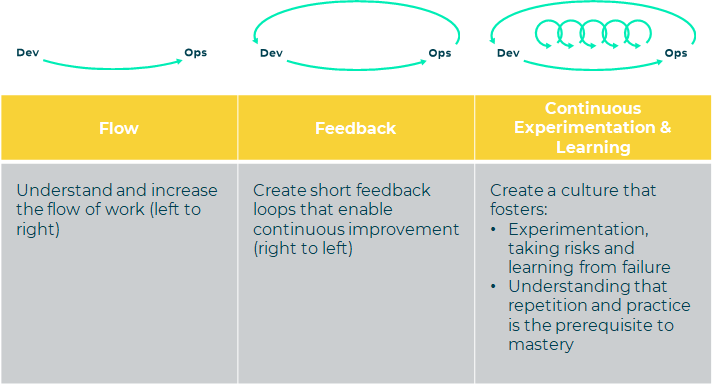 Dev
Ops
Dev
Ops
Dev
Ops
Flow
Feedback
Continuous
Experimentation &
Learning
Understand and increase
the flow of work (left to
right)
Create short feedback
loops that enable
continuous improvement
(right to left)
Create a culture that
fosters:
• Experimentation,
taking risks and
learning from failure
• Understanding that
repetition and practice
is the prerequisite to
mastery